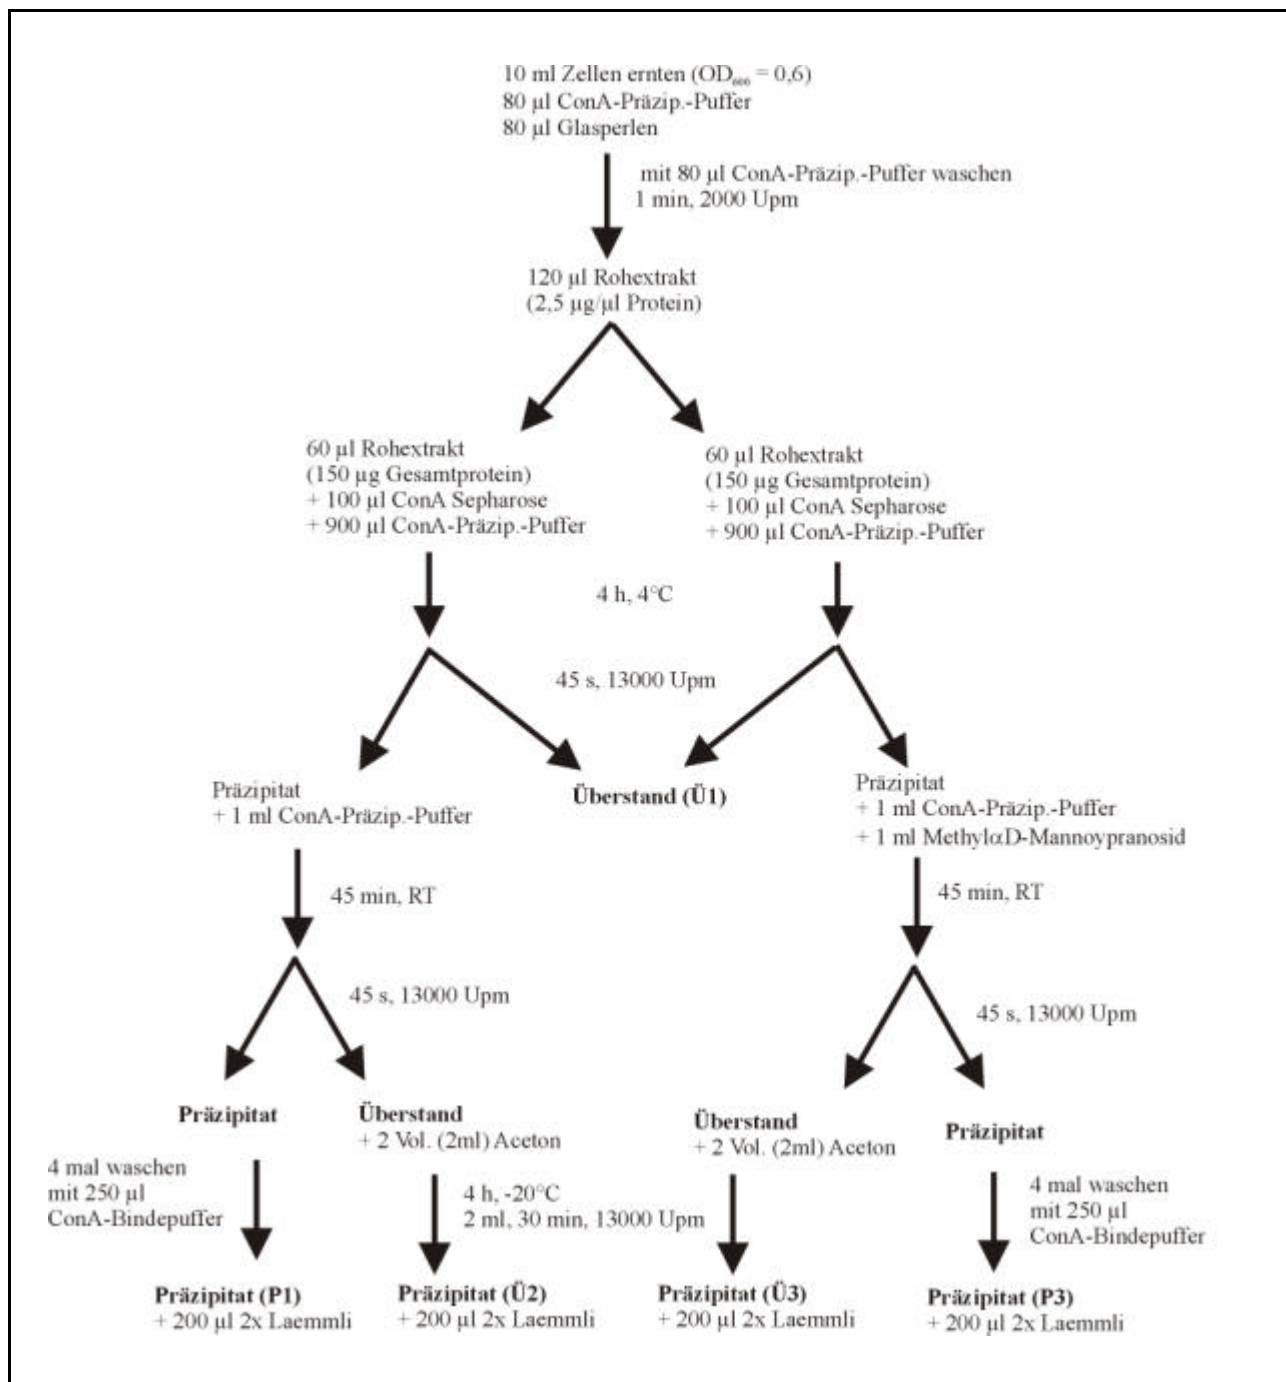 10 ml Zellen ernten (OD₆₀₀ = 0,6)
80 µl ConA-Präzip.-Puffer
80 µl Glasperlen
mit 80 µl ConA-Präzip.-Puffer waschen
1 min, 2000 Upm
120 µl Rohextrakt
(2,5 µg/µl Protein)
60 µl Rohextrakt
(150 µg Gesamtprotein)
+ 100 µl ConA Sepharose
+ 900 µl ConA-Präzip.-Puffer
60 µl Rohextrakt
(150 µg Gesamtprotein)
+ 100 µl ConA Sepharose
+ 900 µl ConA-Präzip.-Puffer
4 h, 4°C
45 s, 13000 Upm
Präzipitat
+ 1 ml ConA-Präzip.-Puffer
Überstand (Ü1)
Präzipitat
+ 1 ml ConA-Präzip.-Puffer
+ 1 ml MethylαD-Mannoypranosid
45 min, RT
45 min, RT
45 s, 13000 Upm
45 s, 13000 Upm
Präzipitat
Überstand
+ 2 Vol. (2ml) Aceton
Überstand
+ 2 Vol. (2ml) Aceton
Präzipitat
4 mal waschen
mit 250 µl
ConA-Bindepuffer
4 h, -20°C
2 ml, 30 min, 13000 Upm
4 mal waschen
mit 250 µl
ConA-Bindepuffer
Präzipitat (P1)
+ 200 µl 2x Laemmli
Präzipitat (Ü2)
+ 200 µl 2x Laemmli
Präzipitat (Ü3)
+ 200 µl 2x Laemmli
Präzipitat (P3)
+ 200 µl 2x Laemmli